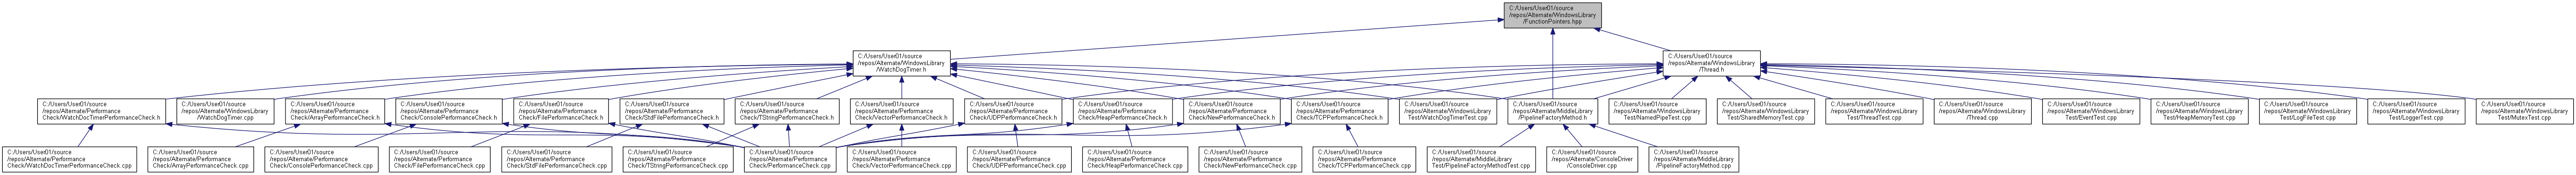 C:/Users/User01/source
/repos/Alternate/WindowsLibrary
/FunctionPointers.hpp
C:/Users/User01/source
/repos/Alternate/WindowsLibrary
/WatchDogTimer.h
C:/Users/User01/source
/repos/Alternate/WindowsLibrary
/Thread.h
C:/Users/User01/source
/repos/Alternate/Performance
Check/WatchDocTimerPerformanceCheck.h
C:/Users/User01/source
/repos/Alternate/WindowsLibrary
/WatchDogTimer.cpp
C:/Users/User01/source
/repos/Alternate/Performance
Check/ArrayPerformanceCheck.h
C:/Users/User01/source
/repos/Alternate/Performance
Check/ConsolePerformanceCheck.h
C:/Users/User01/source
/repos/Alternate/Performance
Check/FilePerformanceCheck.h
C:/Users/User01/source
/repos/Alternate/Performance
Check/StdFilePerformanceCheck.h
C:/Users/User01/source
/repos/Alternate/Performance
Check/TStringPerformanceCheck.h
C:/Users/User01/source
/repos/Alternate/Performance
Check/VectorPerformanceCheck.h
C:/Users/User01/source
/repos/Alternate/Performance
Check/UDPPerformanceCheck.h
C:/Users/User01/source
/repos/Alternate/Performance
Check/HeapPerformanceCheck.h
C:/Users/User01/source
/repos/Alternate/Performance
Check/NewPerformanceCheck.h
C:/Users/User01/source
/repos/Alternate/Performance
Check/TCPPerformanceCheck.h
C:/Users/User01/source
/repos/Alternate/WindowsLibrary
Test/WatchDogTimerTest.cpp
C:/Users/User01/source
/repos/Alternate/MiddleLibrary
/PipelineFactoryMethod.h
C:/Users/User01/source
/repos/Alternate/WindowsLibrary
Test/NamedPipeTest.cpp
C:/Users/User01/source
/repos/Alternate/WindowsLibrary
Test/SharedMemoryTest.cpp
C:/Users/User01/source
/repos/Alternate/WindowsLibrary
Test/ThreadTest.cpp
C:/Users/User01/source
/repos/Alternate/WindowsLibrary
/Thread.cpp
C:/Users/User01/source
/repos/Alternate/WindowsLibrary
Test/EventTest.cpp
C:/Users/User01/source
/repos/Alternate/WindowsLibrary
Test/HeapMemoryTest.cpp
C:/Users/User01/source
/repos/Alternate/WindowsLibrary
Test/LogFileTest.cpp
C:/Users/User01/source
/repos/Alternate/WindowsLibrary
Test/LoggerTest.cpp
C:/Users/User01/source
/repos/Alternate/WindowsLibrary
Test/MutexTest.cpp
C:/Users/User01/source
/repos/Alternate/Performance
Check/WatchDocTimerPerformanceCheck.cpp
C:/Users/User01/source
/repos/Alternate/Performance
Check/ArrayPerformanceCheck.cpp
C:/Users/User01/source
/repos/Alternate/Performance
Check/ConsolePerformanceCheck.cpp
C:/Users/User01/source
/repos/Alternate/Performance
Check/FilePerformanceCheck.cpp
C:/Users/User01/source
/repos/Alternate/Performance
Check/StdFilePerformanceCheck.cpp
C:/Users/User01/source
/repos/Alternate/Performance
Check/TStringPerformanceCheck.cpp
C:/Users/User01/source
/repos/Alternate/Performance
Check/PerformanceCheck.cpp
C:/Users/User01/source
/repos/Alternate/Performance
Check/VectorPerformanceCheck.cpp
C:/Users/User01/source
/repos/Alternate/Performance
Check/UDPPerformanceCheck.cpp
C:/Users/User01/source
/repos/Alternate/Performance
Check/HeapPerformanceCheck.cpp
C:/Users/User01/source
/repos/Alternate/Performance
Check/NewPerformanceCheck.cpp
C:/Users/User01/source
/repos/Alternate/Performance
Check/TCPPerformanceCheck.cpp
C:/Users/User01/source
/repos/Alternate/MiddleLibrary
Test/PipelineFactoryMethodTest.cpp
C:/Users/User01/source
/repos/Alternate/ConsoleDriver
/ConsoleDriver.cpp
C:/Users/User01/source
/repos/Alternate/MiddleLibrary
/PipelineFactoryMethod.cpp